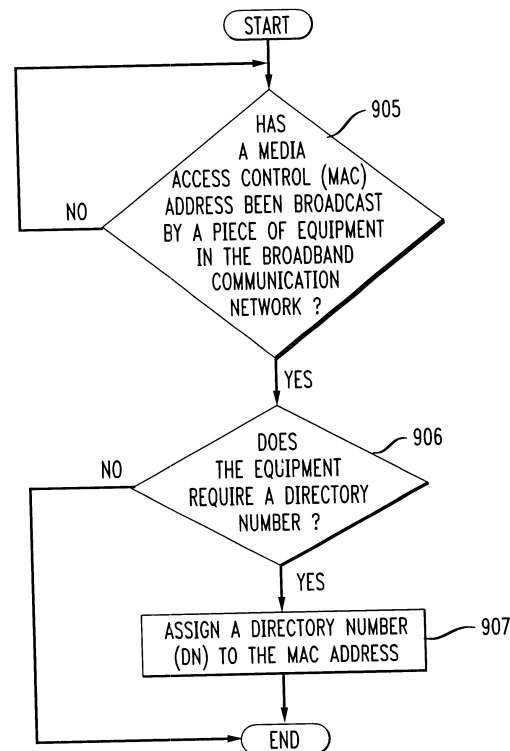 START
905
HAS
A MEDIA
ACCESS CONTROL (MAC)
ADDRESS BEEN BROADCAST
BY A PIECE OF EQUIPMENT
IN THE BROADBAND
COMMUNICATION
NETWORK ?
NO
YES
906
DOES
THE EQUIPMENT
REQUIRE A DIRECTORY
NUMBER ?
NO
YES
ASSIGN A DIRECTORY NUMBER
(DN) TO THE MAC ADDRESS
907
END